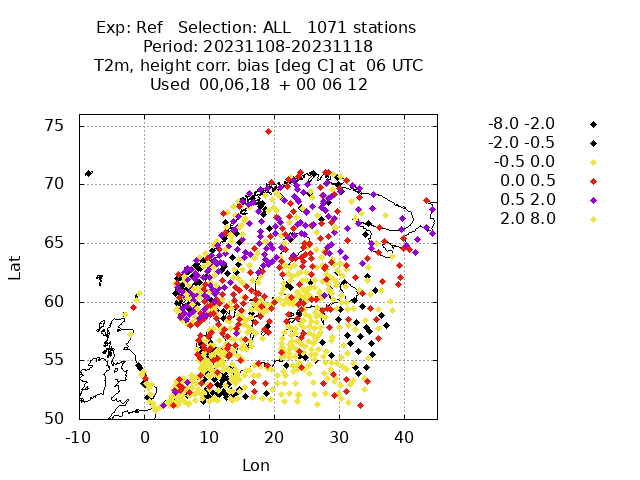 Exp: Ref   Selection: ALL   1071 stations
Period: 20231108-20231118
T2m, height corr. bias [deg C] at  06 UTC
Used  00,06,18  + 00 06 12
-8.0 -2.0
-2.0 -0.5
-0.5 0.0
0.0 0.5
0.5 2.0
2.0 8.0
75
70
65
60
55
50
Lat
-10 0 10 20 30 40
Lon